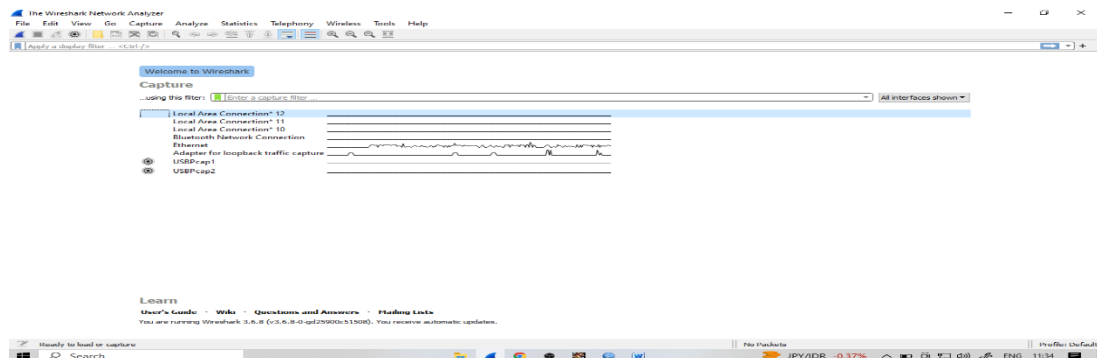 The Wireshark Network Analyzer
File Edit View Go Capture Analyze Statistics Telephony Wireless Tools Help
Apply a display filter ... <Ctrl-/>
Welcome to Wireshark
Capture
...using this filter: Enter a capture filter ... All interfaces shown
Local Area Connection* 12
Local Area Connection* 11
Local Area Connection* 10
Bluetooth Network Connection
Ethernet
Adapter for loopback traffic capture
USBPcap1
USBPcap2
Learn
User's Guide · Wiki · Questions and Answers · Mailing Lists
You are running Wireshark 3.6.8 (v3.6.8-0-gd25900c51508). You receive automatic updates.
Ready to load or capture No Packets Profile: Default
Search JPY/IDR -0.37% ENG 11:34